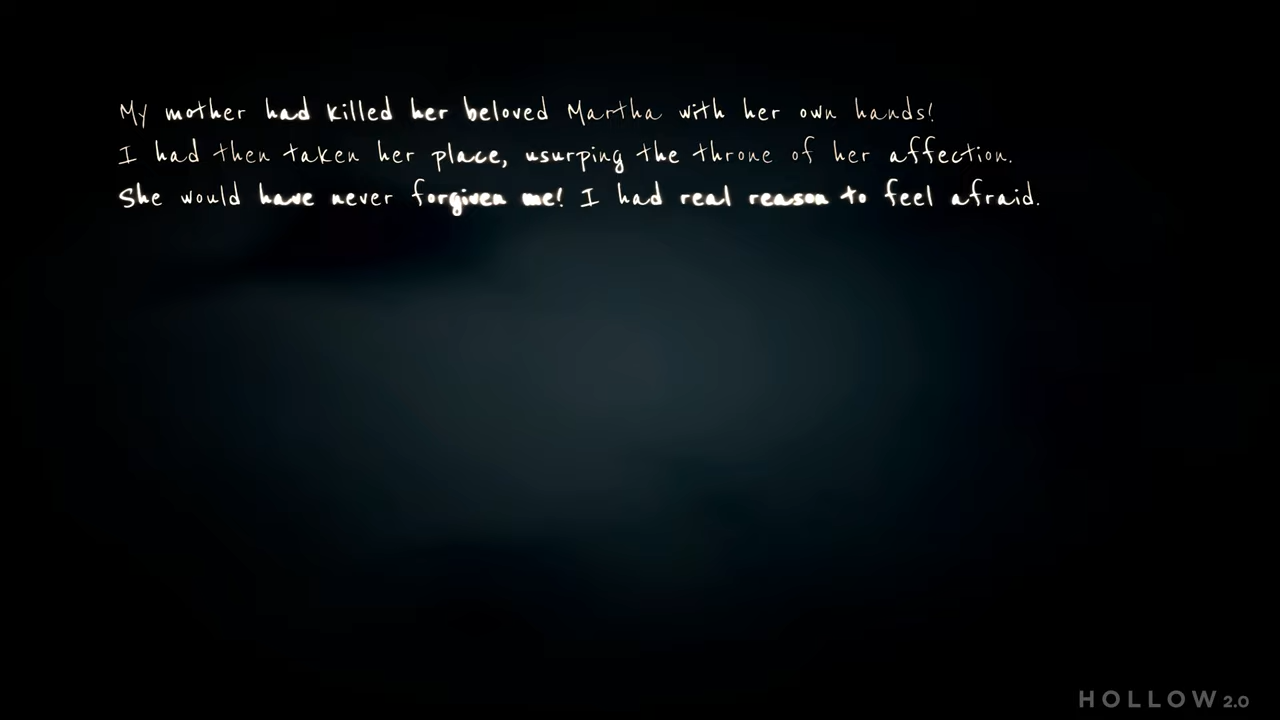 My mother had killed her beloved Martha with her own hands!
I had then taken her place, usurping the throne of her affection.
She would have never forgiven me! I had real reason to feel afraid.
HOLLOW 2.0